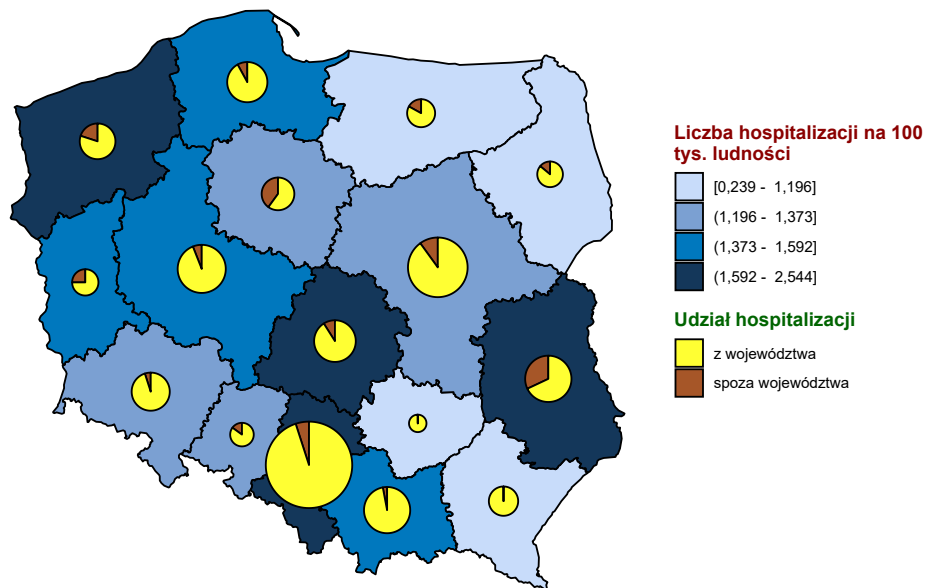 Liczba hospitalizacji na 100
tys. ludności
[0,239 - 1,196]
(1,196 - 1,373]
(1,373 - 1,592]
(1,592 - 2,544]
Udział hospitalizacji
z województwa
spoza województwa